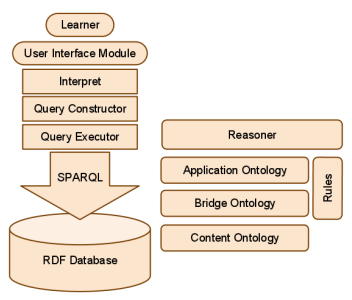 Learner
User Interface Module
Interpret
Query Constructor
Query Executor
SPARQL
RDF Database
Reasoner
Application Ontology
Bridge Ontology
Rules
Content Ontology